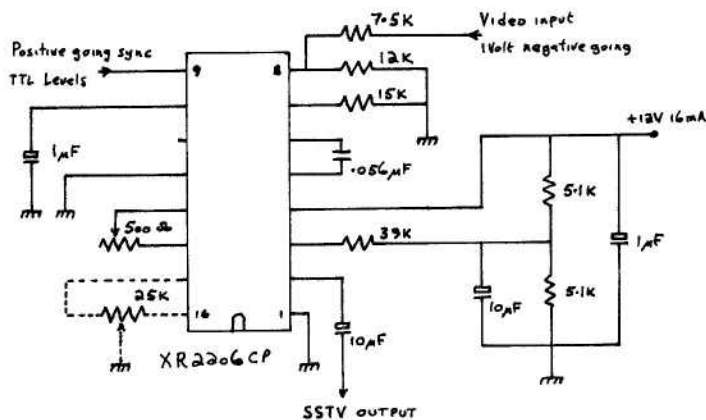 7.5K
Video input
1Volt negative going
Positive going sync
TTL Levels
9
8
12K
15K
+12V 16mA
1µF
.056µF
5.1K
500Ω
39K
1µF
25K
10µF
5.1K
16
1
10µF
XR2206CP
SSTV OUTPUT